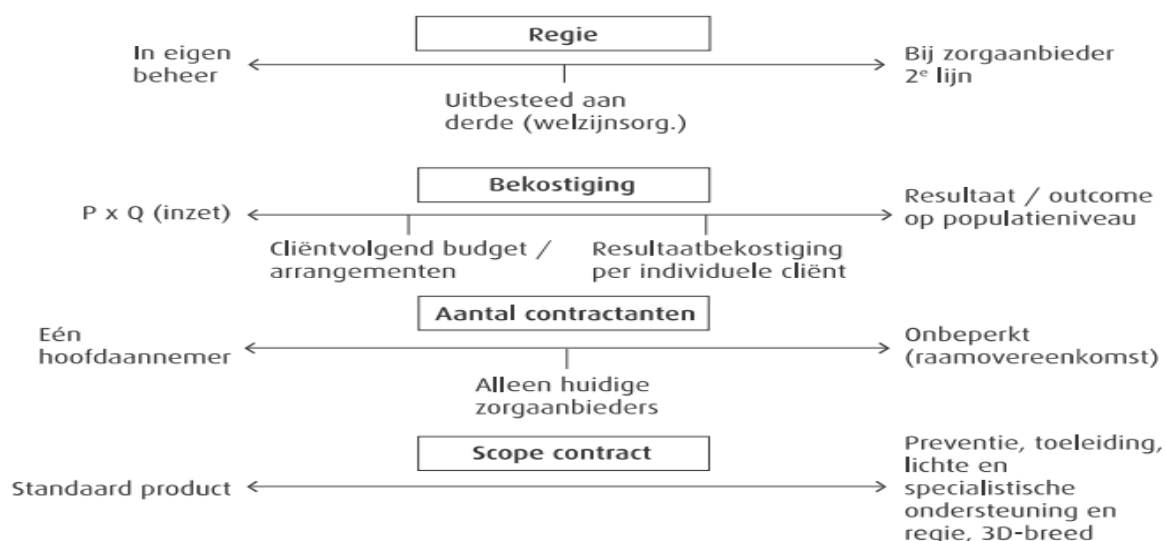 Regie
In eigen
beheer
Bij zorgaanbieder
2e lijn
Uitbesteed aan
derde (welzijnsorg.)
Bekostiging
P x Q (inzet)
Resultaat / outcome
op populatieniveau
Cliëntvolgend budget /
arrangementen
Resultaatbekostiging
per individuele cliënt
Aantal contractanten
Eén
hoofdaannemer
Onbeperkt
(raamovereenkomst)
Alleen huidige
zorgaanbieders
Scope contract
Standaard product
Preventie, toeleiding,
lichte en
specialistische
ondersteuning en
regie, 3D-breed